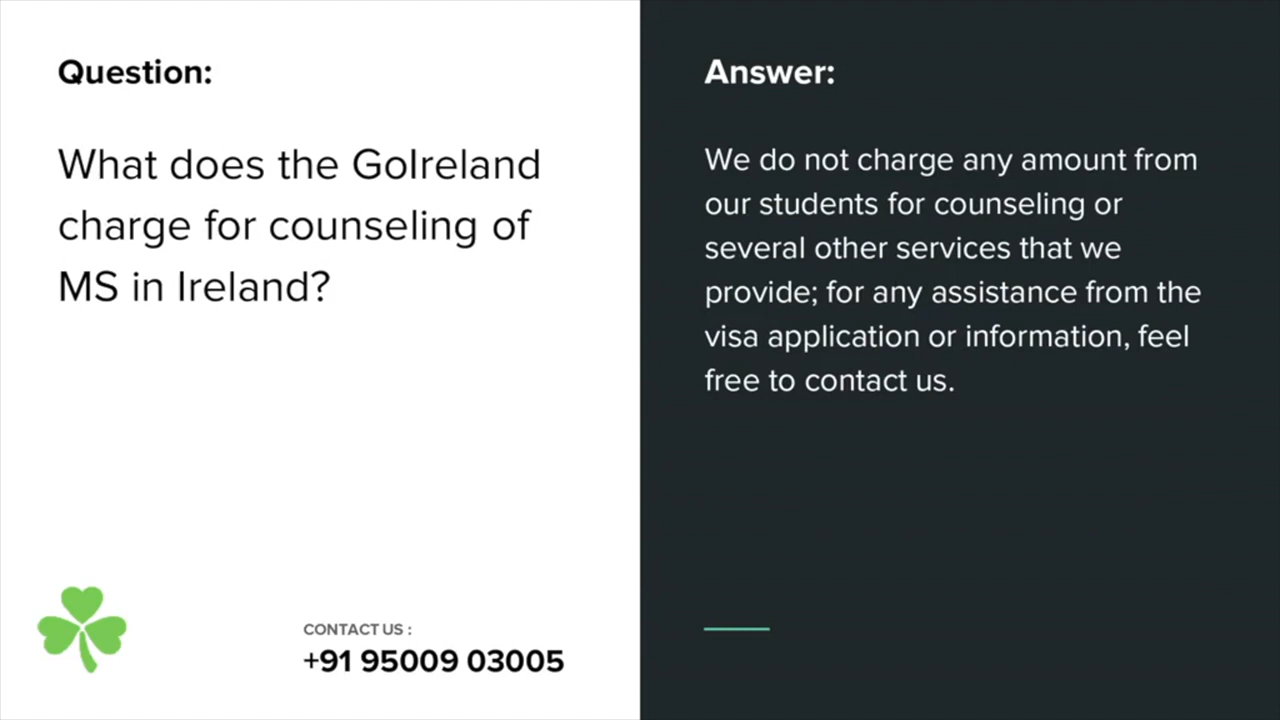 Question:
What does the GoIreland
charge for counseling of
MS in Ireland?
CONTACT US :
+91 95009 03005
Answer:
We do not charge any amount from
our students for counseling or
several other services that we
provide; for any assistance from the
visa application or information, feel
free to contact us.